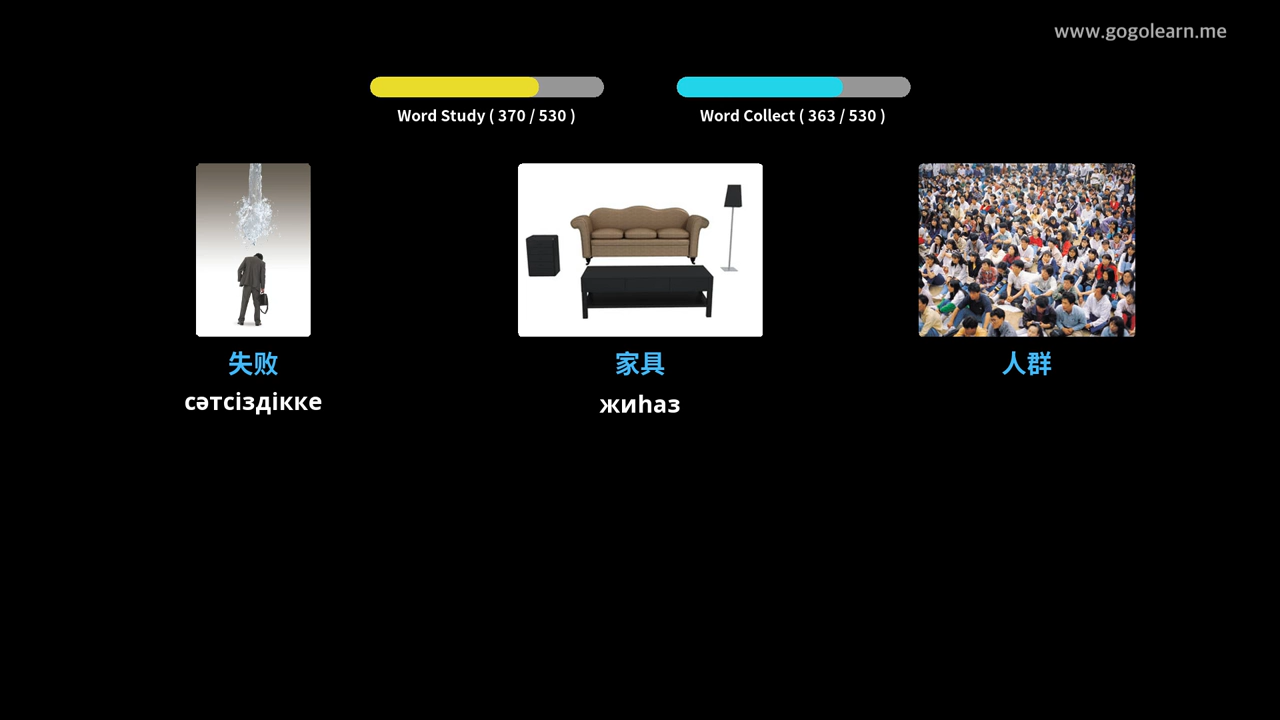 www.gogolearn.me
Word Study ( 370 / 530 )
Word Collect ( 363 / 530 )
失败
家具
人群
сәтсіздікке
жиһаз